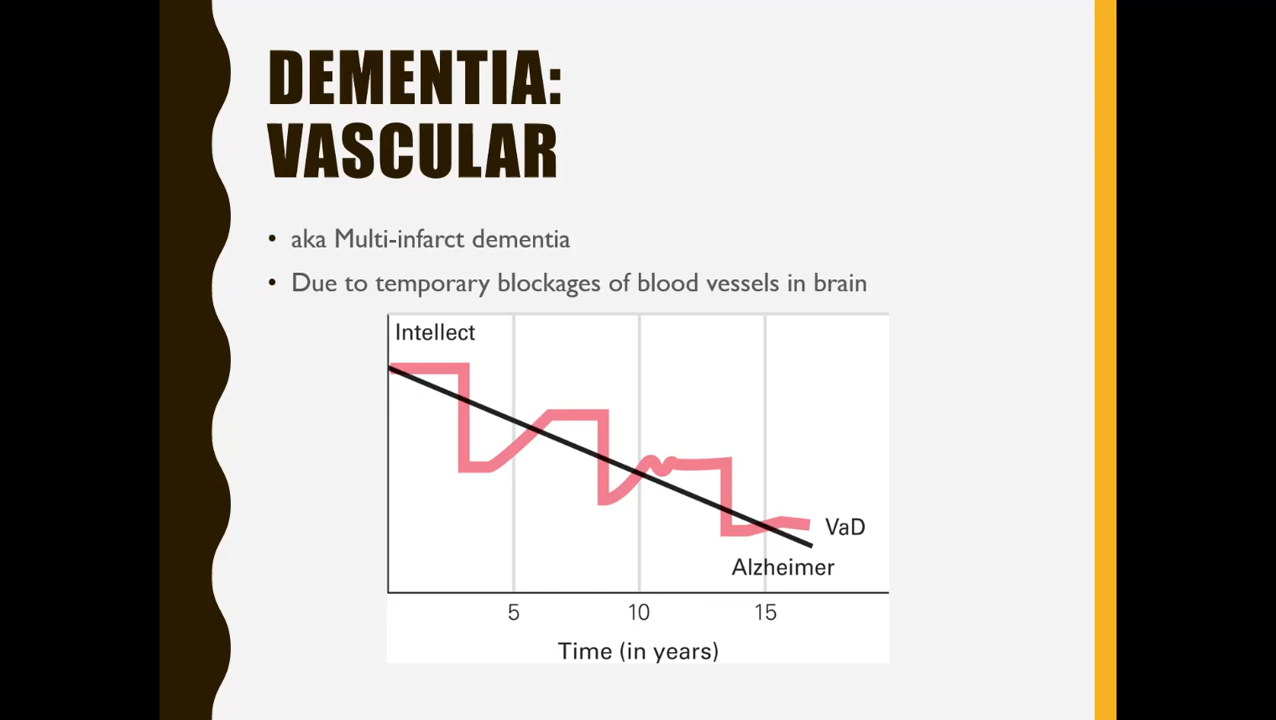 DEMENTIA:
VASCULAR
• aka Multi-infarct dementia
• Due to temporary blockages of blood vessels in brain
Intellect
VaD
Alzheimer
5 10 15
Time (in years)